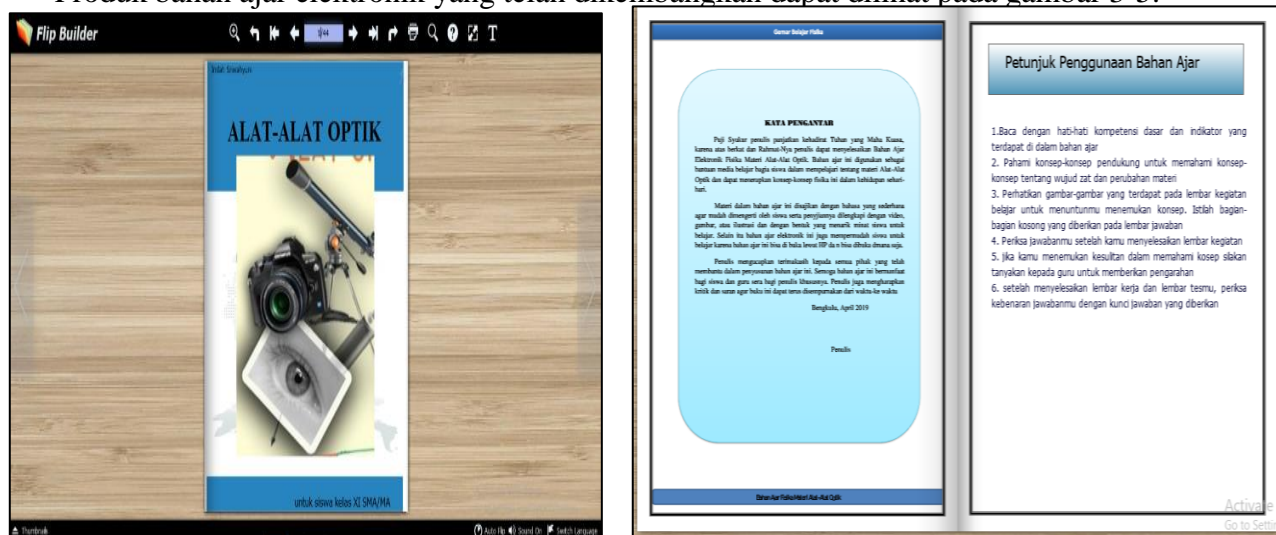 Produk bahan ajar elektronik yang telah dikembangkan dapat dilihat pada gambar 3-5.
Flip Builder
1/44
T
Indah Sriwahyuni
ALAT-ALAT OPTIK
untuk siswa kelas XI SMA/MA
Thumbnails
Auto Flip Sound On Switch Language
Gemar Belajar Fisika
KATA PENGANTAR
Puji Syukur penulis panjatkan kehadirat Tuhan yang Maha Kuasa,
karena atas berkat dan Rahmat-Nya penulis dapat menyelesaikan Bahan Ajar
Elektronik Fisika Materi Alat-Alat Optik. Bahan ajar ini digunakan sebagai
bantuan media belajar bagia siswa dalam mempelajari tentang materi Alat-Alat
Optik dan dapat menerapkan konsep-konsep fisika ini dalam kehidupan sehari-
hari.
Materi dalam bahan ajar ini disajikan dengan bahasa yang sederhana
agar mudah dimengerti oleh siswa serta penyjiannya dilengkapi dengan video,
gambar, atau ilustrasi dan dengan bentuk yang menarik minat siswa untuk
belajar. Selain itu bahan ajar elektronik ini juga mempermudah siswa untuk
belajar karena bahan ajar ini bisa di buka lewat HP da n bisa dibuka dmana saja.
Penulis mengucapkan terimakasih kepada semua pihak yang telah
membantu dalam penyusunan bahan ajar ini. Semoga bahan ajar ini bermanfaat
bagi siswa dan guru serta bagi penulis khususnya. Penulis juga mengharapkan
kritik dan saran agar buku ini dapat terus disempurnakan dari waktu-ke waktu
Bengkulu, April 2019
Penulis
Bahan Ajar Fisika Materi Alat-Alat Optik
Petunjuk Penggunaan Bahan Ajar
1.Baca dengan hati-hati kompetensi dasar dan indikator yang
terdapat di dalam bahan ajar
2. Pahami konsep-konsep pendukung untuk memahami konsep-
konsep tentang wujud zat dan perubahan materi
3. Perhatikan gambar-gambar yang terdapat pada lembar kegiatan
belajar untuk menuntunmu menemukan konsep. Istilah bagian-
bagian kosong yang diberikan pada lembar jawaban
4. Periksa jawabanmu setelah kamu menyelesaikan lembar kegiatan
5. jika kamu menemukan kesulitan dalam memahami kosep silakan
tanyakan kepada guru untuk memberikan pengarahan
6. setelah menyelesaikan lembar kerja dan lembar tesmu, periksa
kebenaran jawabanmu dengan kunci jawaban yang diberikan
Activate
Go to Settin